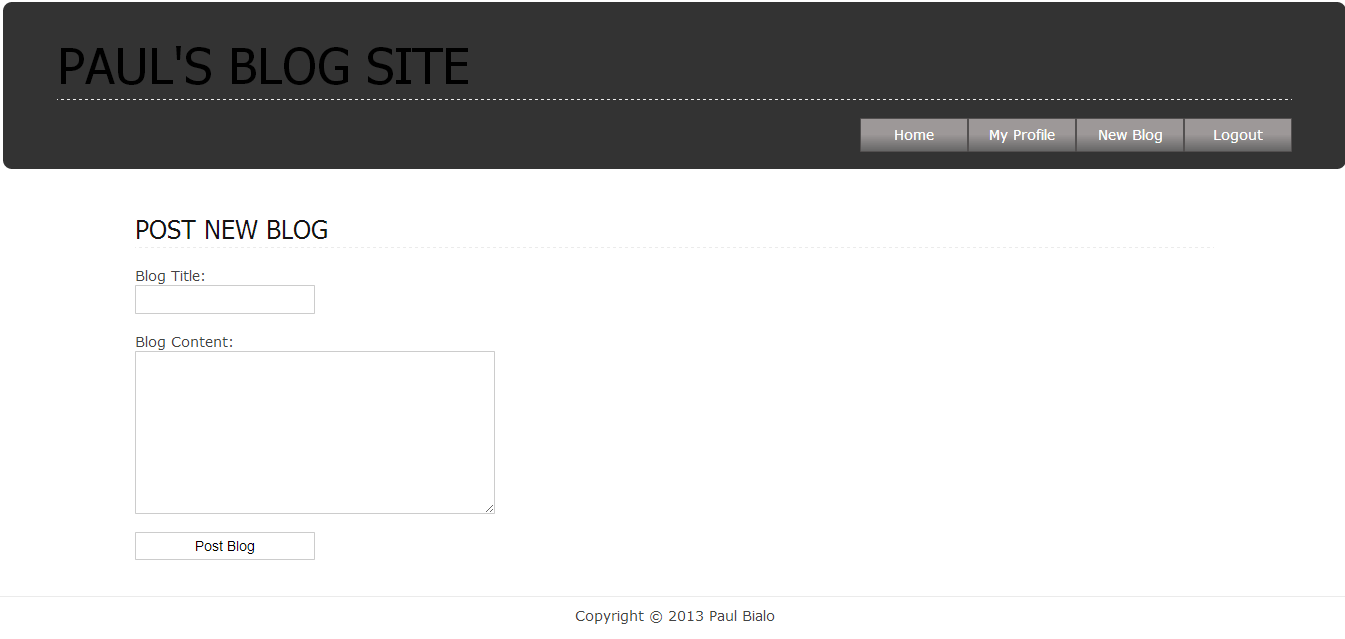 PAUL'S BLOG SITE
Home My Profile New Blog Logout
POST NEW BLOG
Blog Title:
Blog Content:
Post Blog
Copyright © 2013 Paul Bialo